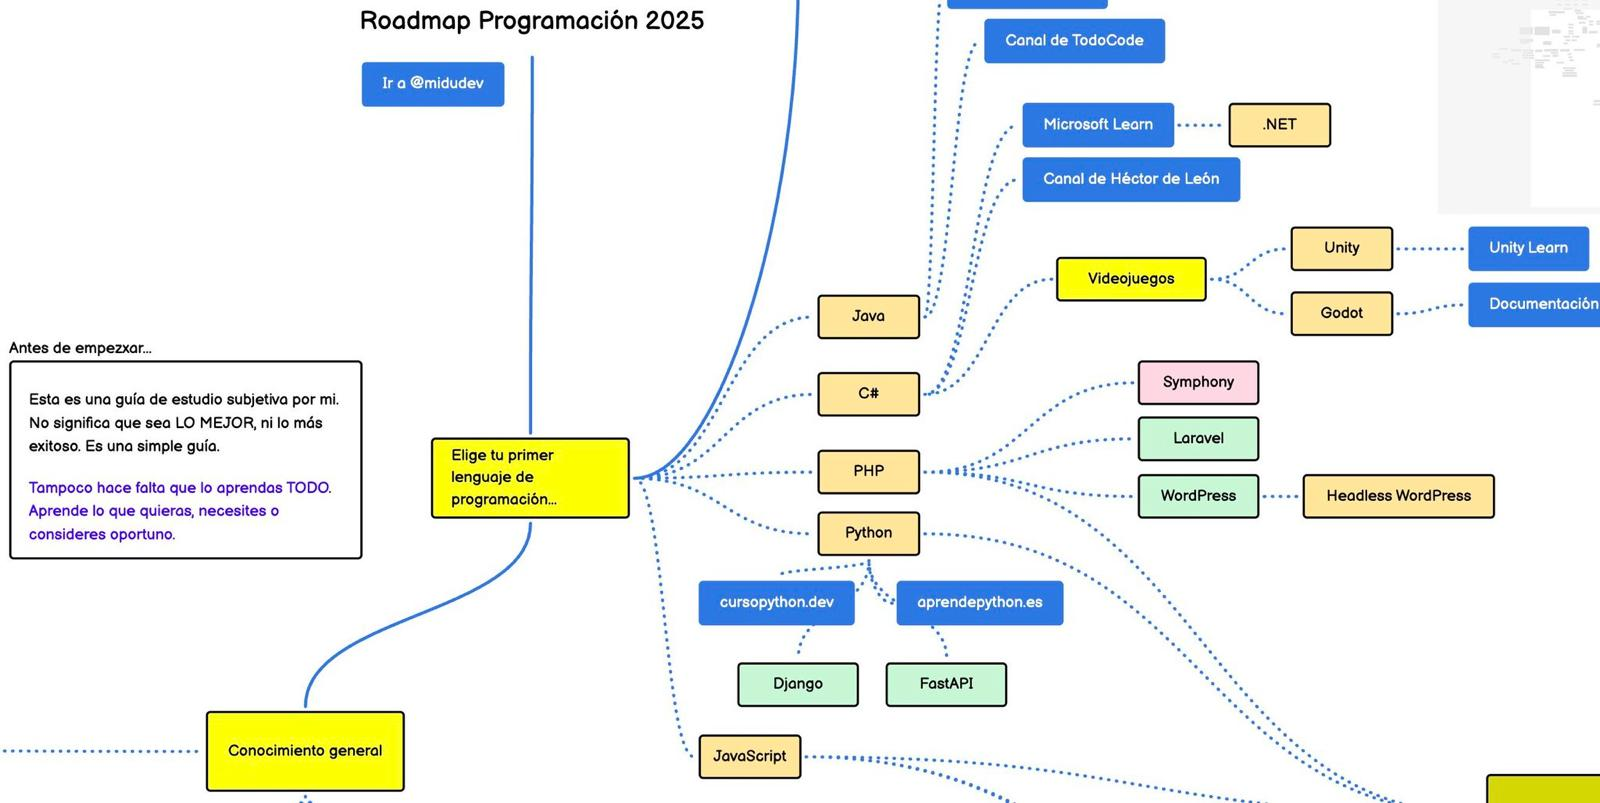 Roadmap Programación 2025
Ir a @midudev
Canal de TodoCode
Microsoft Learn
.NET
Canal de Héctor de León
Unity
Unity Learn
Videojuegos
Godot
Documentación
Java
C#
Symphony
Laravel
PHP
WordPress
Headless WordPress
Python
cursopython.dev
aprendepython.es
Django
FastAPI
JavaScript
Antes de empezxar...
Esta es una guía de estudio subjetiva por mi.
No significa que sea LO MEJOR, ni lo más
exitoso. Es una simple guía.
Tampoco hace falta que lo aprendas TODO.
Aprende lo que quieras, necesites o
consideres oportuno.
Elige tu primer
lenguaje de
programación...
Conocimiento general